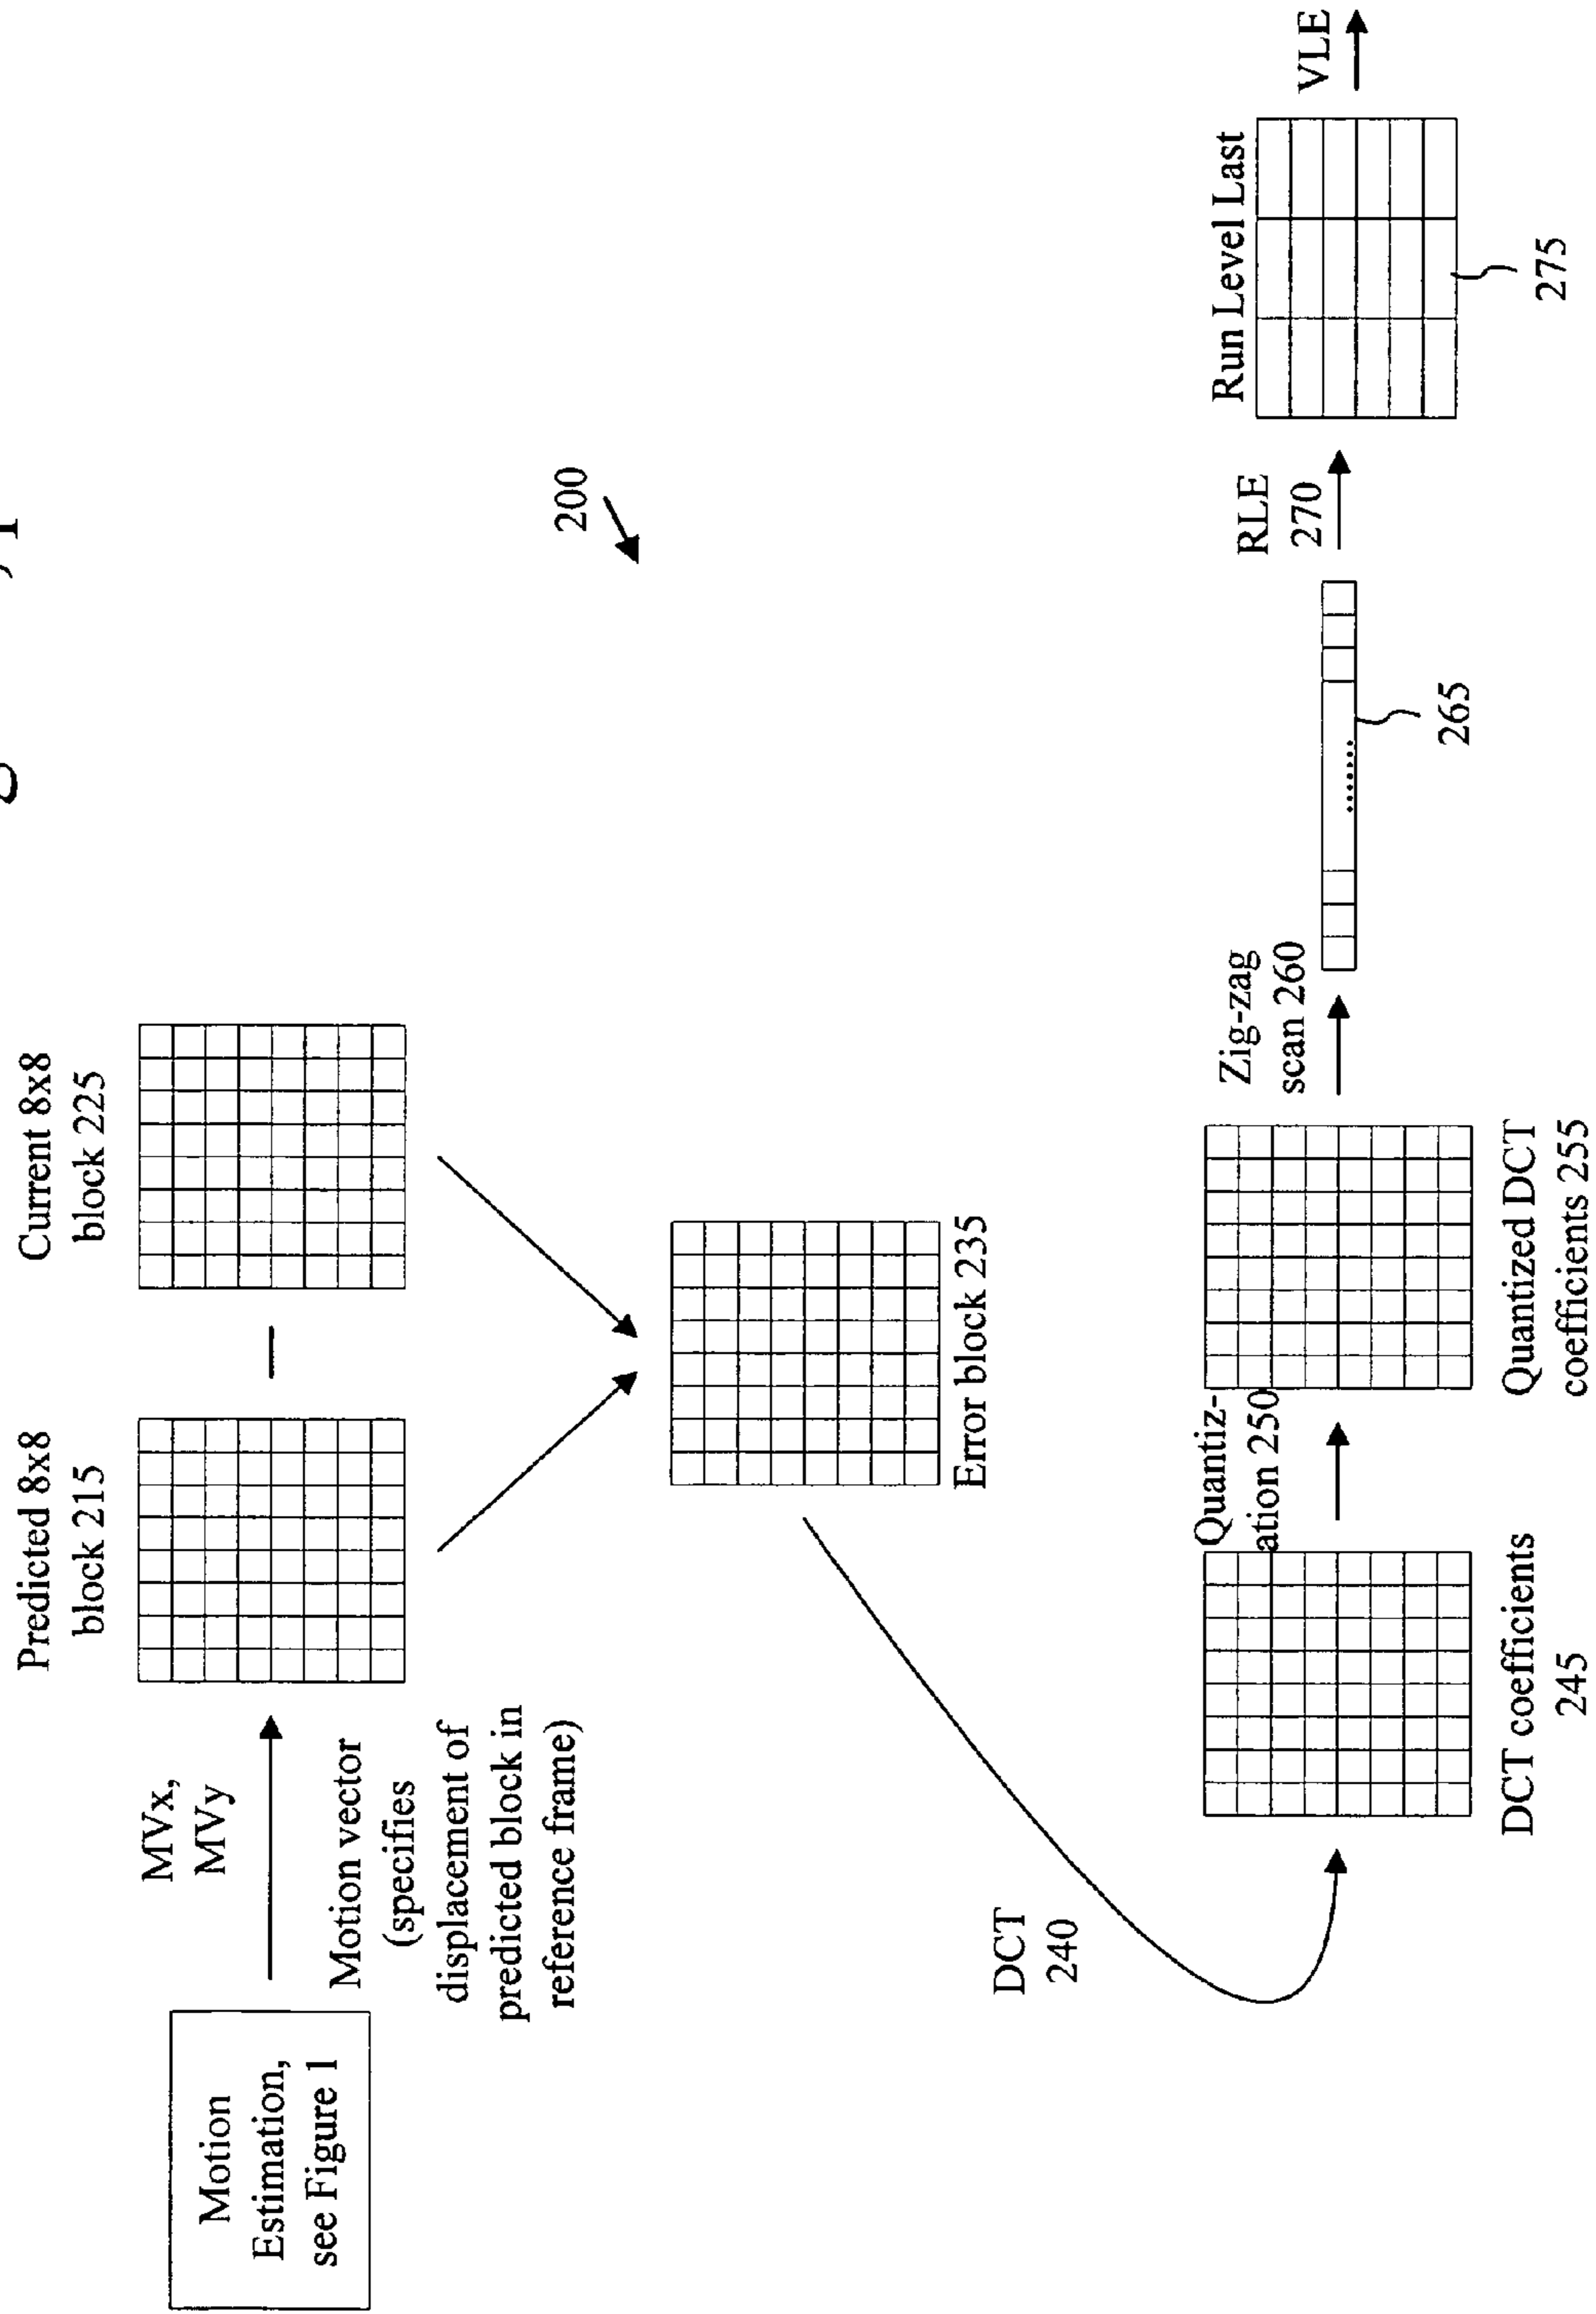 Motion
Estimation,
see Figure 1
MVx,
MVy
Motion vector
(specifies
displacement of
predicted block in
reference frame)
Predicted 8x8
block 215
Current 8x8
block 225
200
Error block 235
DCT
240
DCT coefficients
245
Quantiz-
ation 250
Quantized DCT
coefficients 255
Zig-zag
scan 260
.......
265
RLE
270
Run Level Last
275
VLE